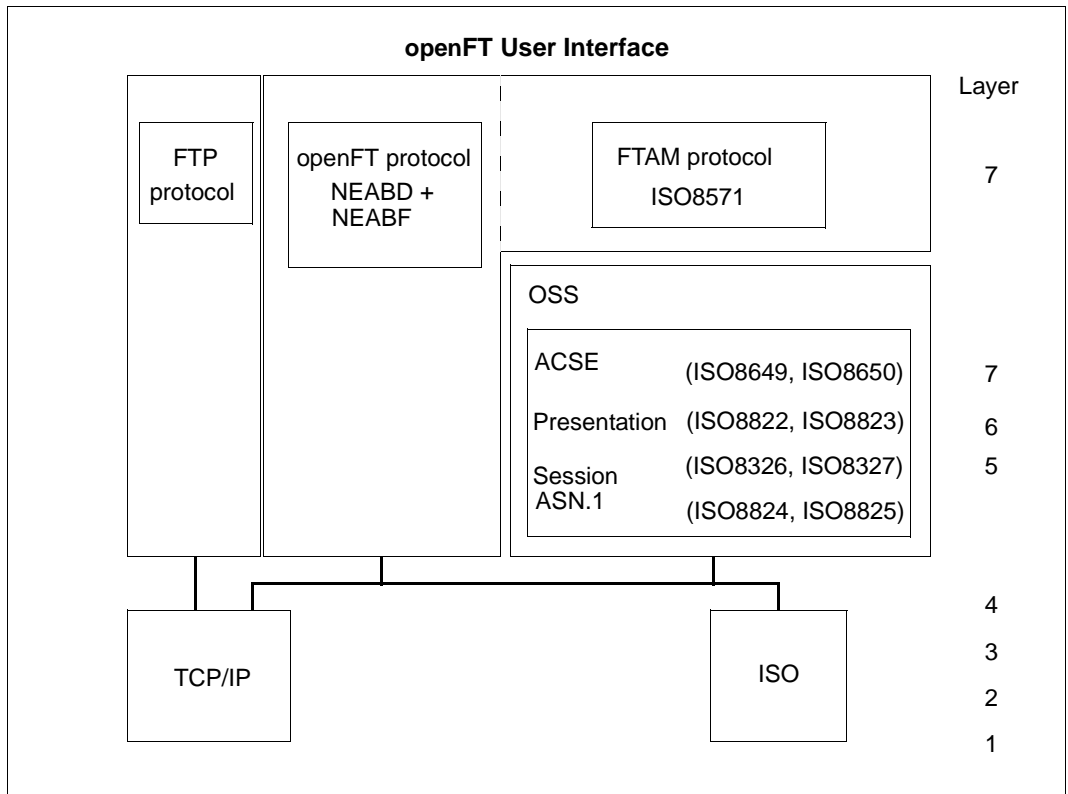 openFT User Interface
Layer
FTP
protocol
openFT protocol
NEABD +
NEABF
FTAM protocol
ISO8571
7
OSS
ACSE (ISO8649, ISO8650) 7
Presentation (ISO8822, ISO8823) 6
Session (ISO8326, ISO8327) 5
ASN.1 (ISO8824, ISO8825)
4
3
TCP/IP
ISO
2
1